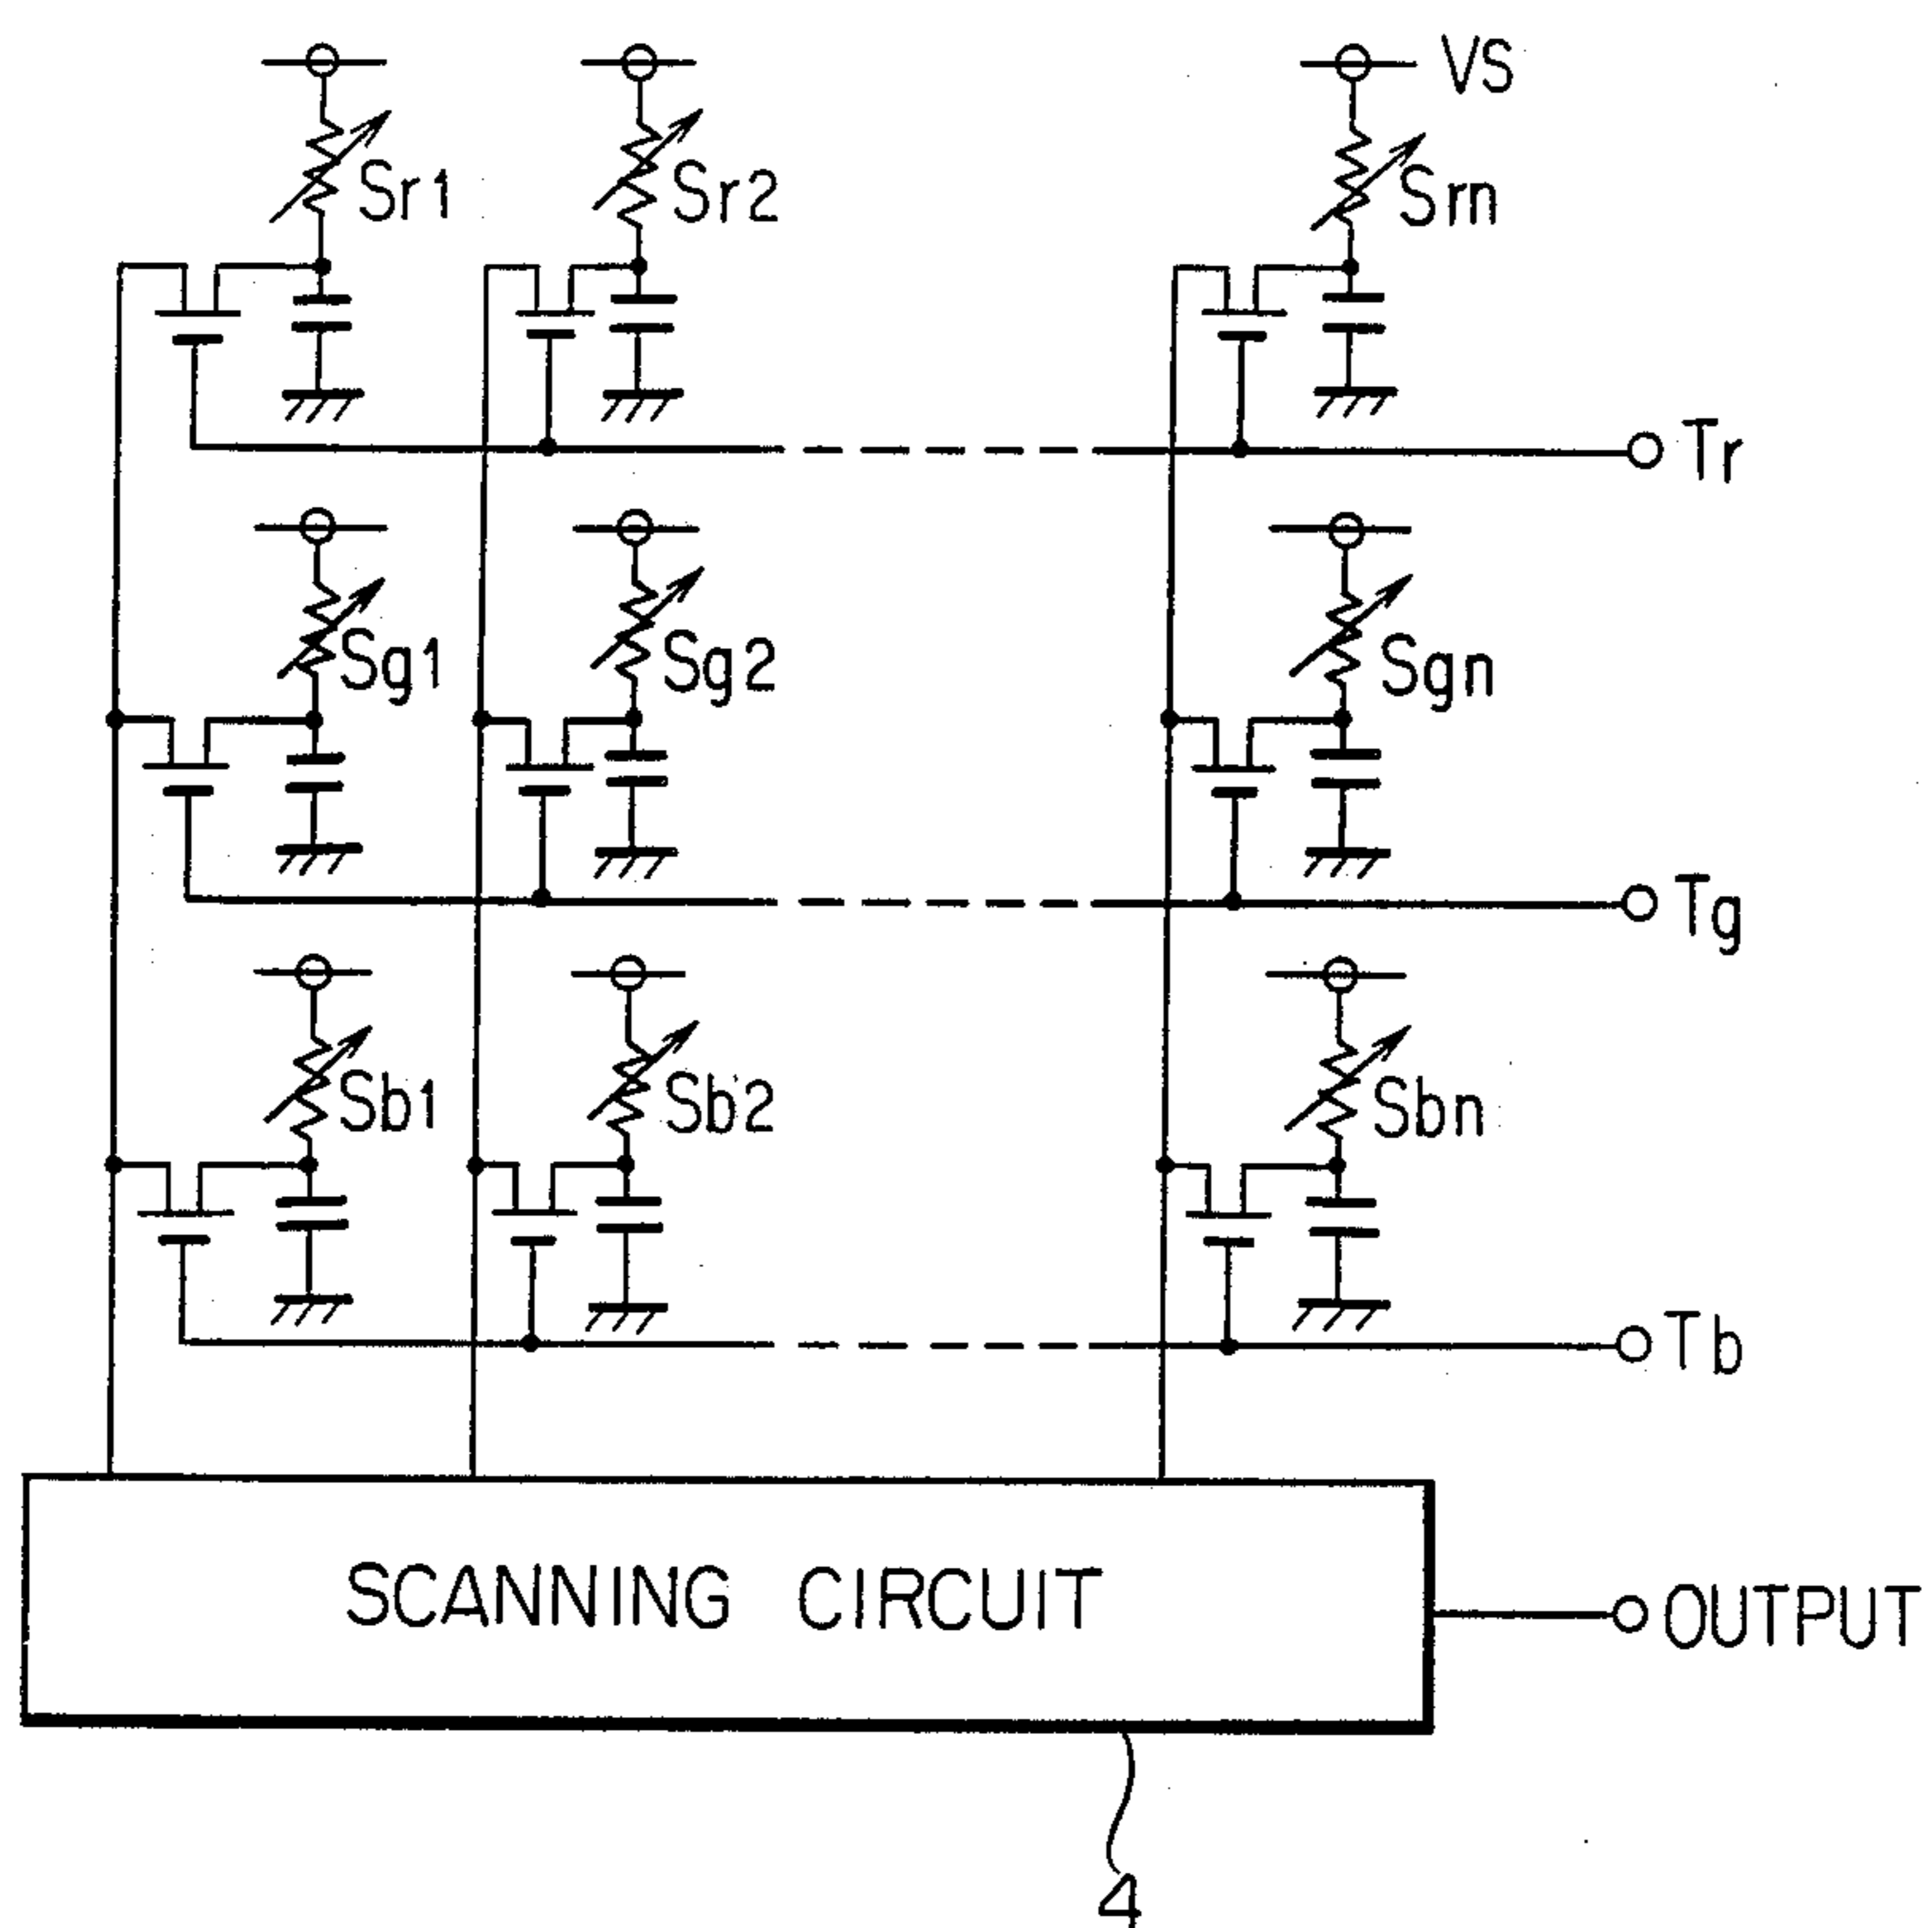 VS
Sr1 Sr2 Srn
Tr
Sg1 Sg2 Sgn
Tg
Sb1 Sb2 Sbn
Tb
SCANNING CIRCUIT
OUTPUT
4